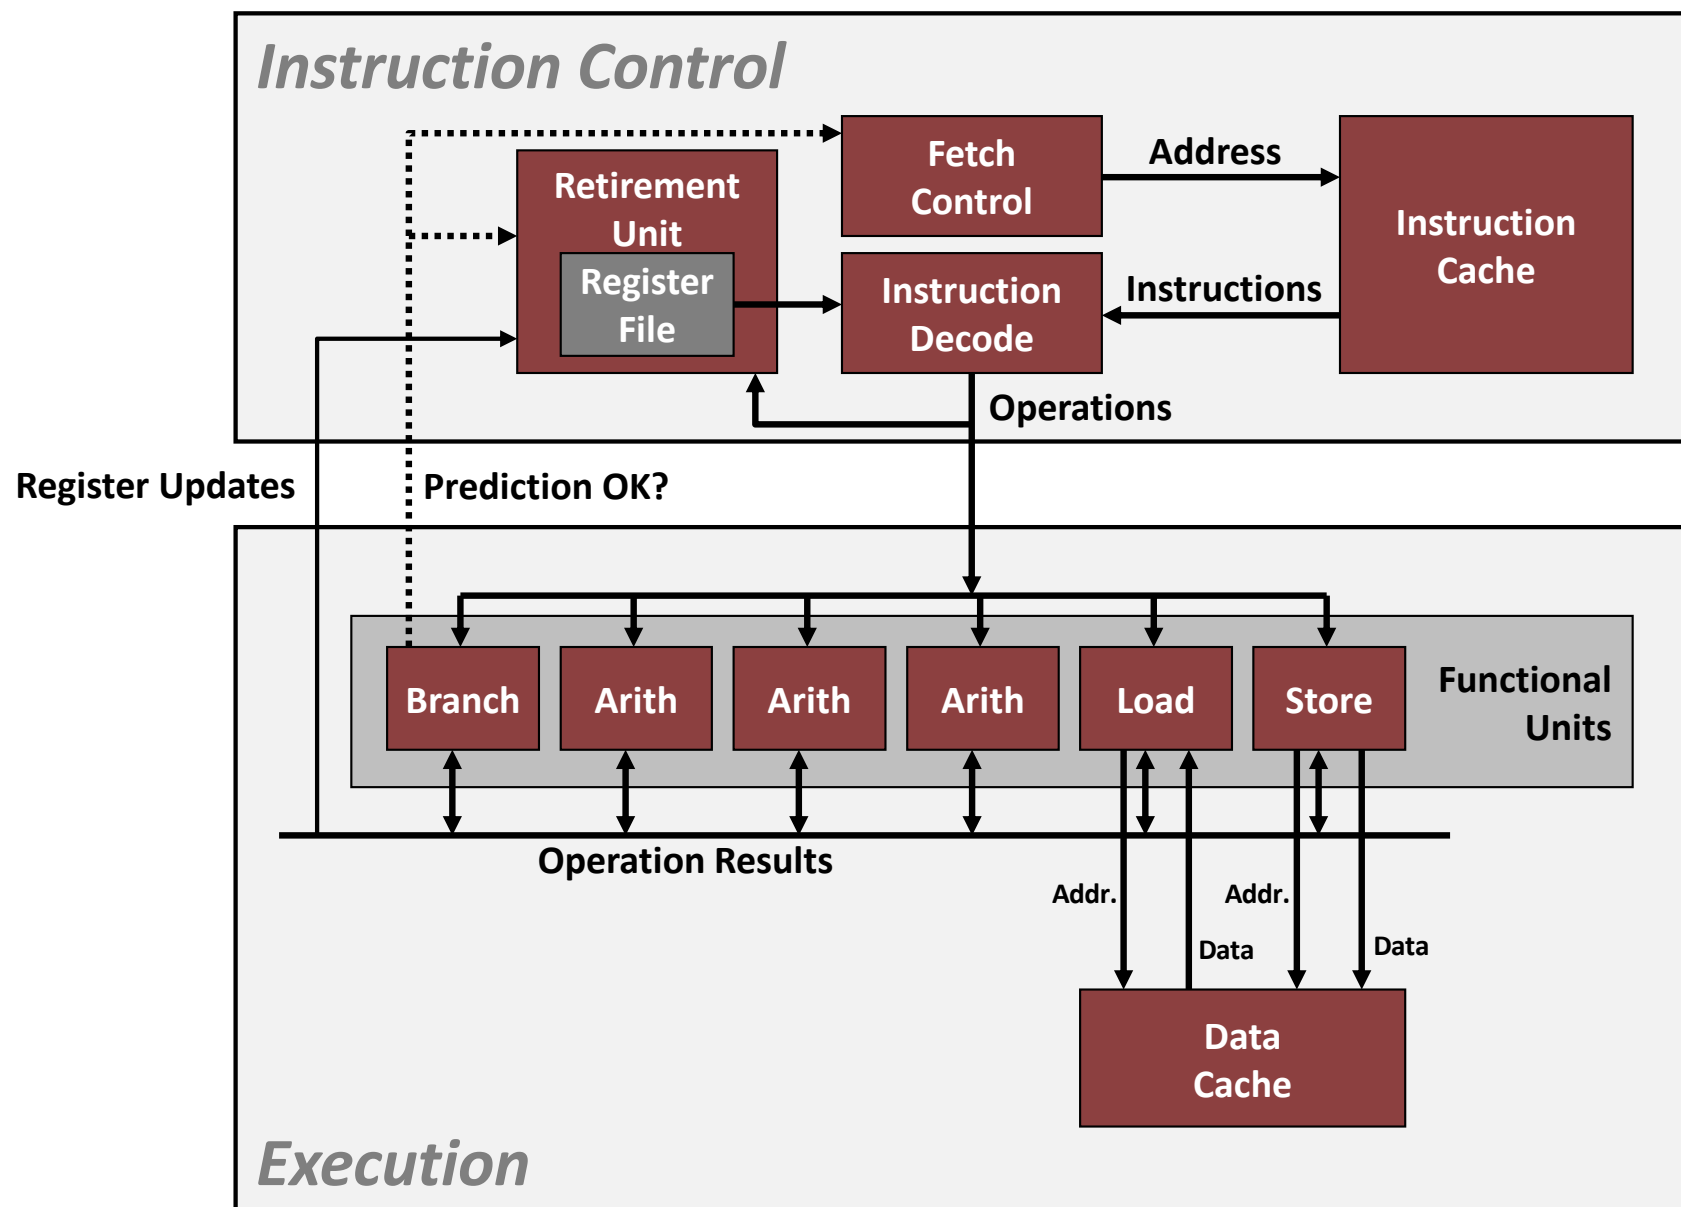 Instruction Control
Fetch
Control
Address
Instruction
Cache
Retirement
Unit
Register
File
Instruction
Decode
Instructions
Operations
Register Updates
Prediction OK?
Branch
Arith
Arith
Arith
Load
Store
Functional
Units
Operation Results
Addr.
Data
Addr.
Data
Data
Cache
Execution